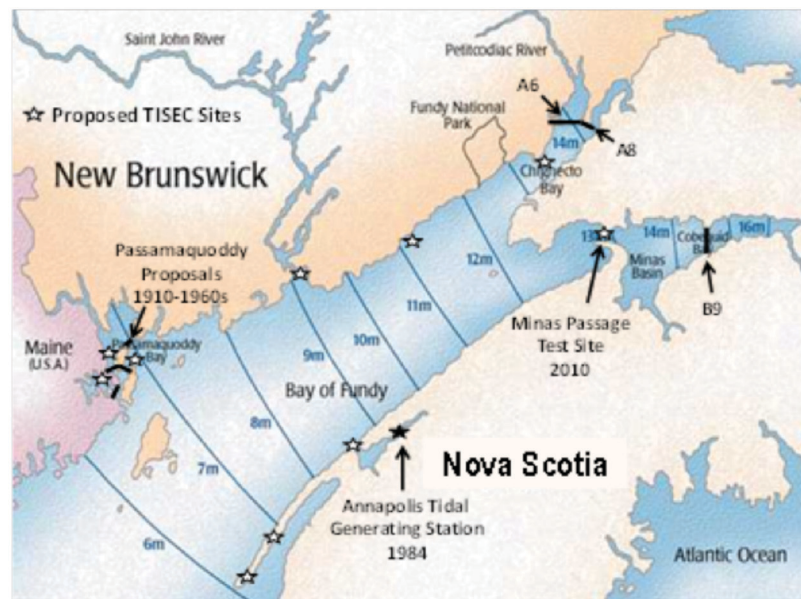 Saint John River
Petitcodiac River
A6
☆ Proposed TISEC Sites
Fundy National
Park
14m
A8
New Brunswick
Chignecto
Bay
Passamaquoddy
Proposals
1910-1960s
12m
14m
Cobequid
16m
Minas
Basin
11m
B9
Maine
(U.S.A)
Passamaquoddy
Bay
10m
9m
Minas Passage
Test Site
2010
Bay of Fundy
8m
7m
Nova Scotia
Annapolis Tidal
Generating Station
1984
6m
Atlantic Ocean